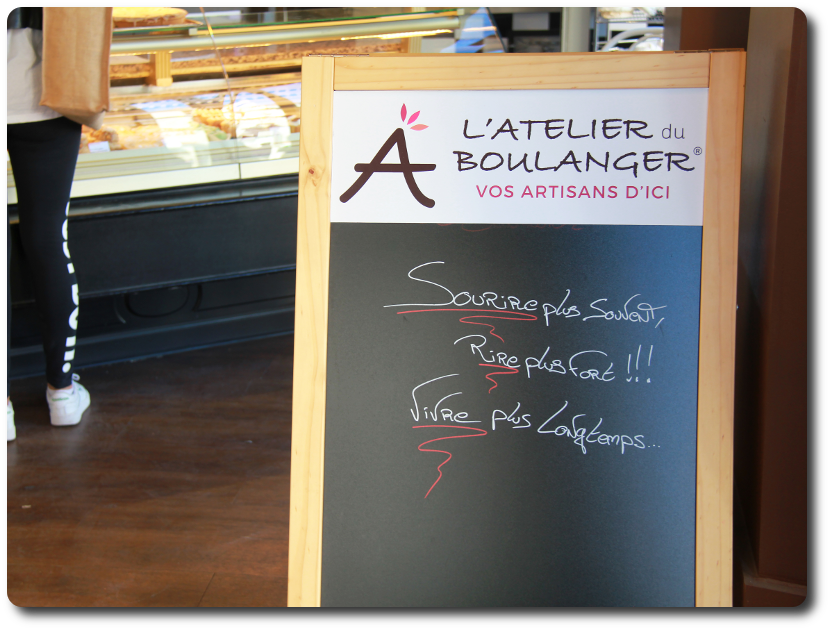 L'ATELIER du
BOULANGER®
VOS ARTISANS D'ICI
Sourire plus souvent,
Rire plus fort !!!
Vivre plus longtemps...